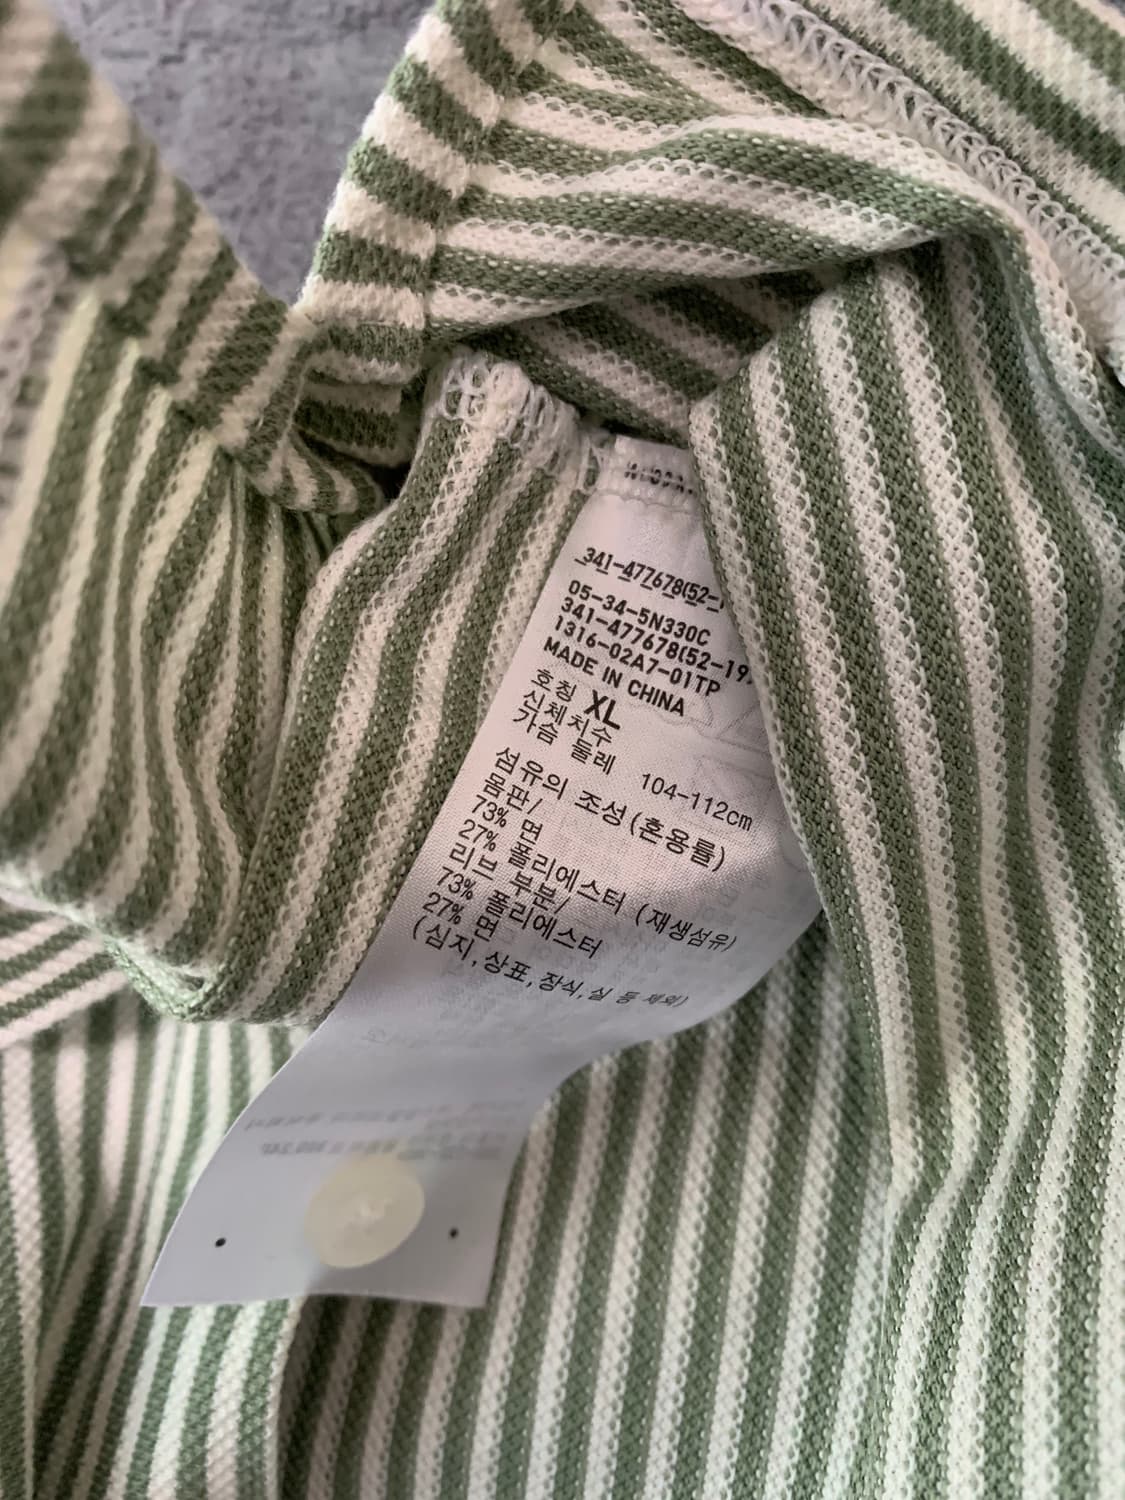 341-477678(52-1
05-34-5N330C
341-477678(52-19
1316-02A7-01TP
MADE IN CHINA
호칭 XL
신체치수
가슴 둘레 104-112cm
섬유의 조성(혼용률)
몸판/
73% 면
27% 폴리에스터 (재생섬유)
리브 부분/
73% 폴리에스터
27% 면
(심지,상표,장식,실 등 제외)